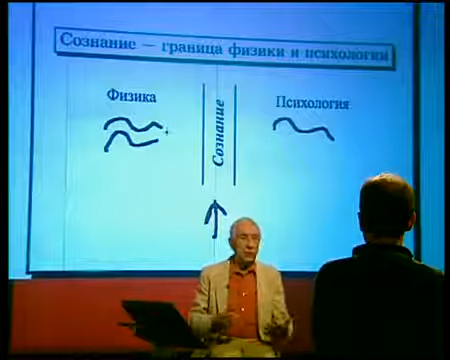 Сознание — граница физики и психологии
Физика
Сознание
Психология